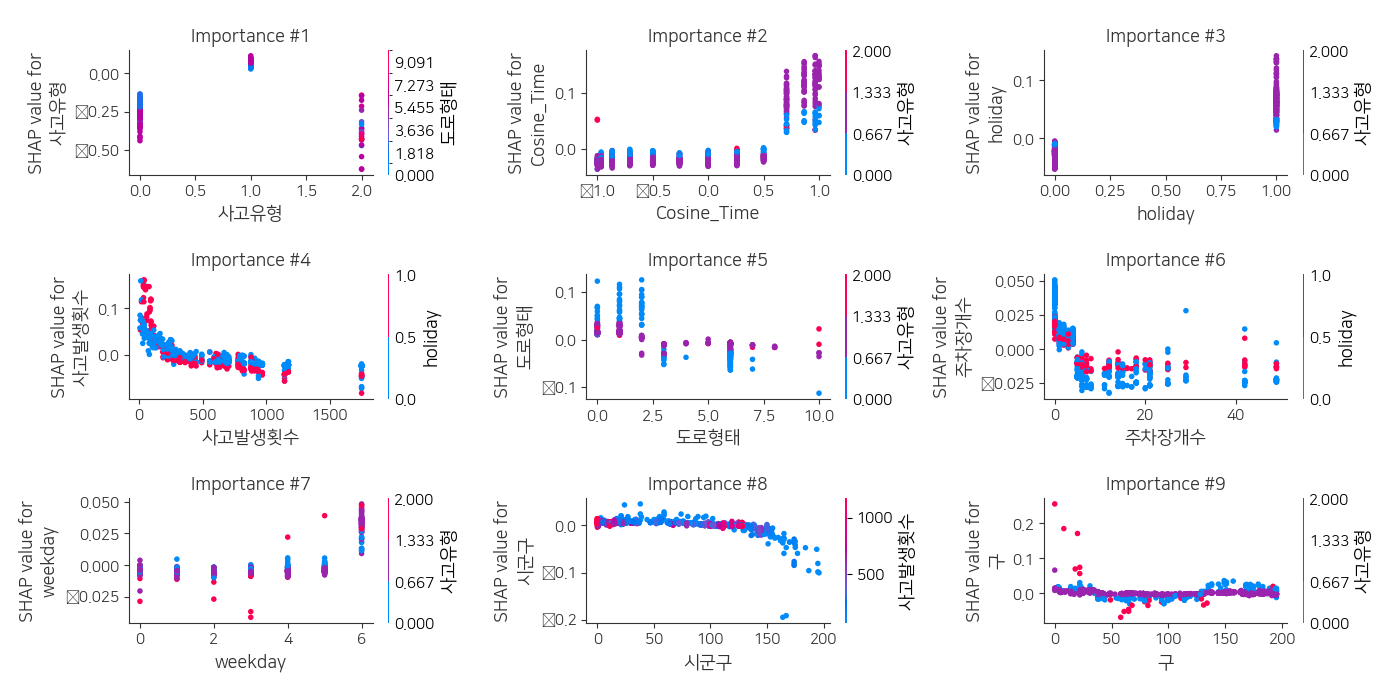 Importance #1
SHAP value for
사고유형
0.00
0.25
0.50
0.0 0.5 1.0 1.5 2.0
사고유형
9.091
7.273
5.455
3.636
1.818
0.000
도로형태
Importance #2
SHAP value for
Cosine_Time
0.1
0.0
1.0 0.5 0.0 0.5 1.0
Cosine_Time
2.000
1.333
0.667
0.000
사고유형
Importance #3
SHAP value for
holiday
0.1
0.0
0.00 0.25 0.50 0.75 1.00
holiday
2.000
1.333
0.667
0.000
사고유형
Importance #4
SHAP value for
사고발생횟수
0.1
0.0
0 500 1000 1500
사고발생횟수
1.0
0.5
0.0
holiday
Importance #5
SHAP value for
도로형태
0.1
0.0
0.1
0.0 2.5 5.0 7.5 10.0
도로형태
2.000
1.333
0.667
0.000
사고유형
Importance #6
SHAP value for
주차장개수
0.050
0.025
0.000
0.025
0 20 40
주차장개수
1.0
0.5
0.0
holiday
Importance #7
SHAP value for
weekday
0.050
0.025
0.000
0.025
0 2 4 6
weekday
2.000
1.333
0.667
0.000
사고유형
Importance #8
SHAP value for
시군구
0.0
0.1
0.2
0 50 100 150 200
시군구
1000
500
사고발생횟수
Importance #9
SHAP value for
구
0.2
0.1
0.0
0 50 100 150 200
구
2.000
1.333
0.667
0.000
사고유형